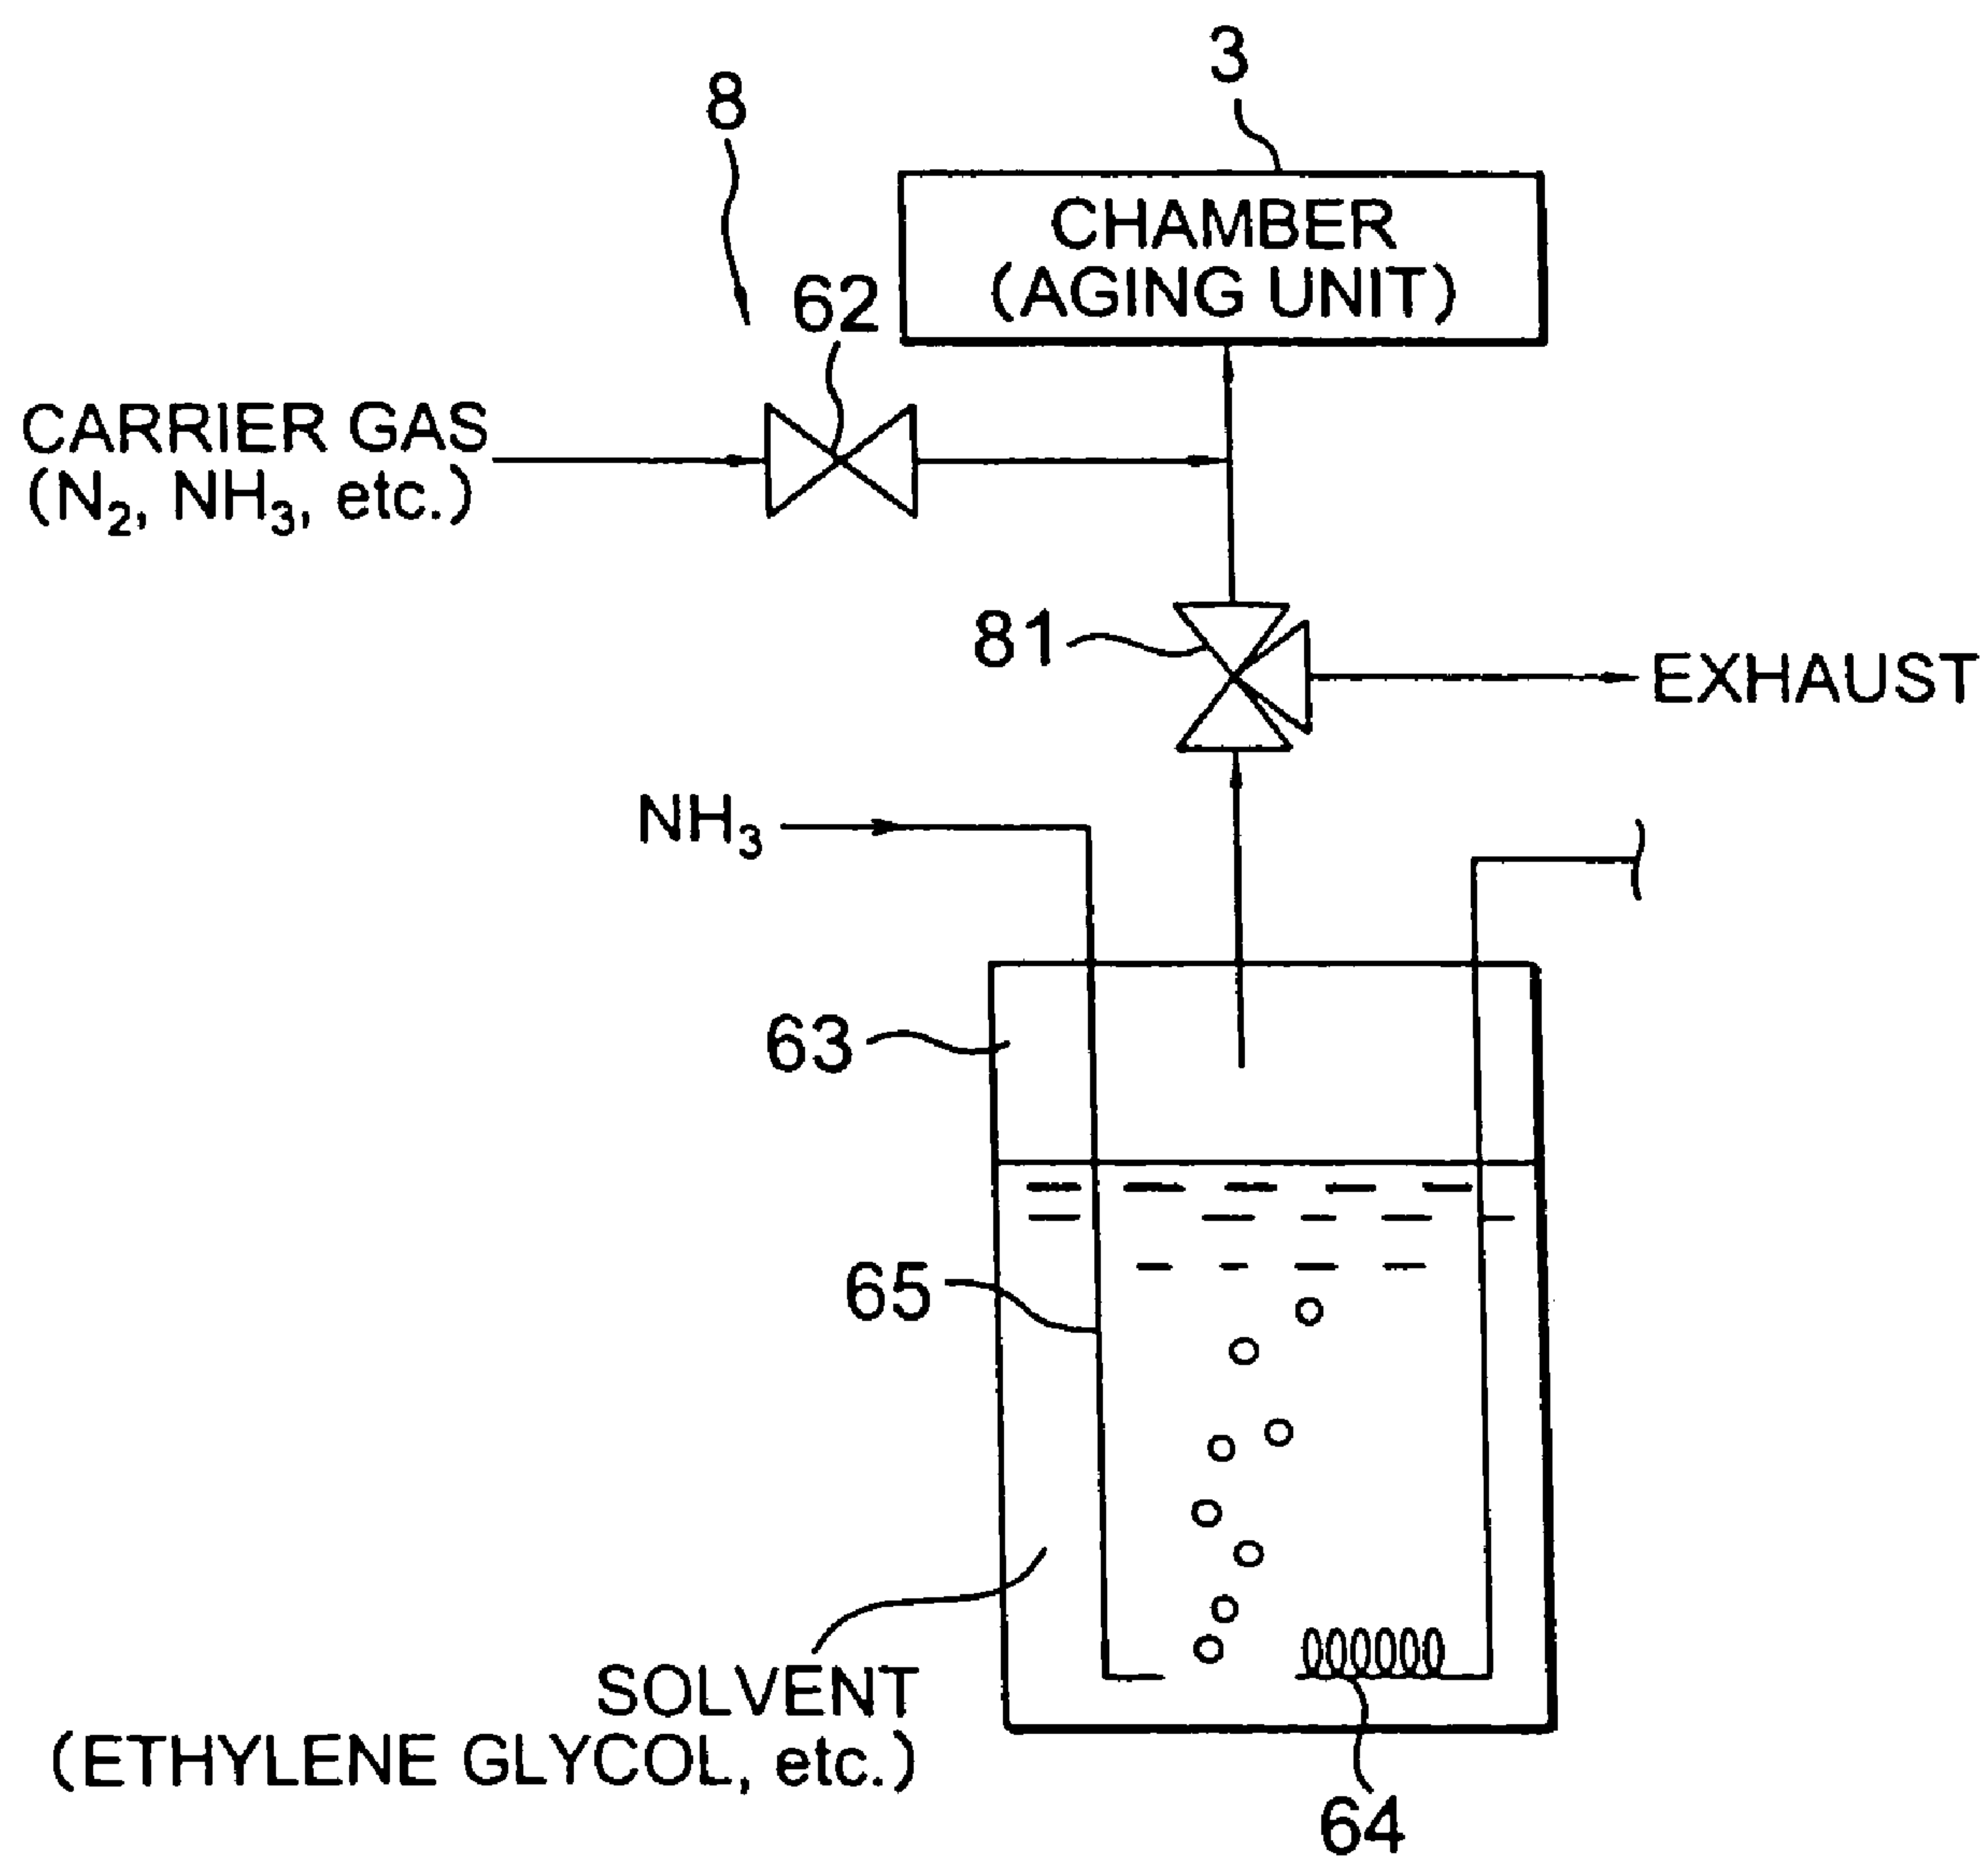 3
8
CHAMBER
(AGING UNIT)
62
CARRIER GAS
(N₂, NH₃, etc.)
81
EXHAUST
NH₃
63
65
SOLVENT
(ETHYLENE GLYCOL, etc.)
64